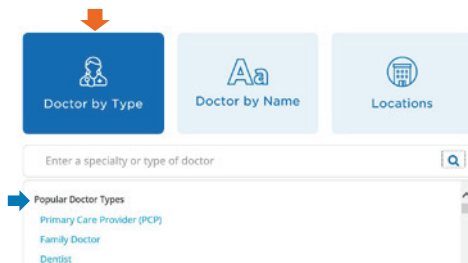 Doctor by Type
Aa
Doctor by Name
Locations
Enter a specialty or type of doctor
Popular Doctor Types
Primary Care Provider (PCP)
Family Doctor
Dentist